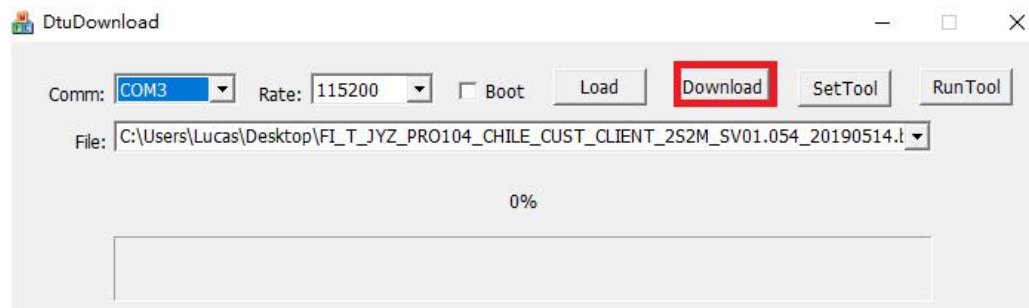 DtuDownload
Comm: COM3 Rate: 115200 Boot Load Download SetTool RunTool
File: C:\Users\Lucas\Desktop\FI_T_JYZ_PRO104_CHILE_CUST_CLIENT_2S2M_SV01.054_20190514.b
0%